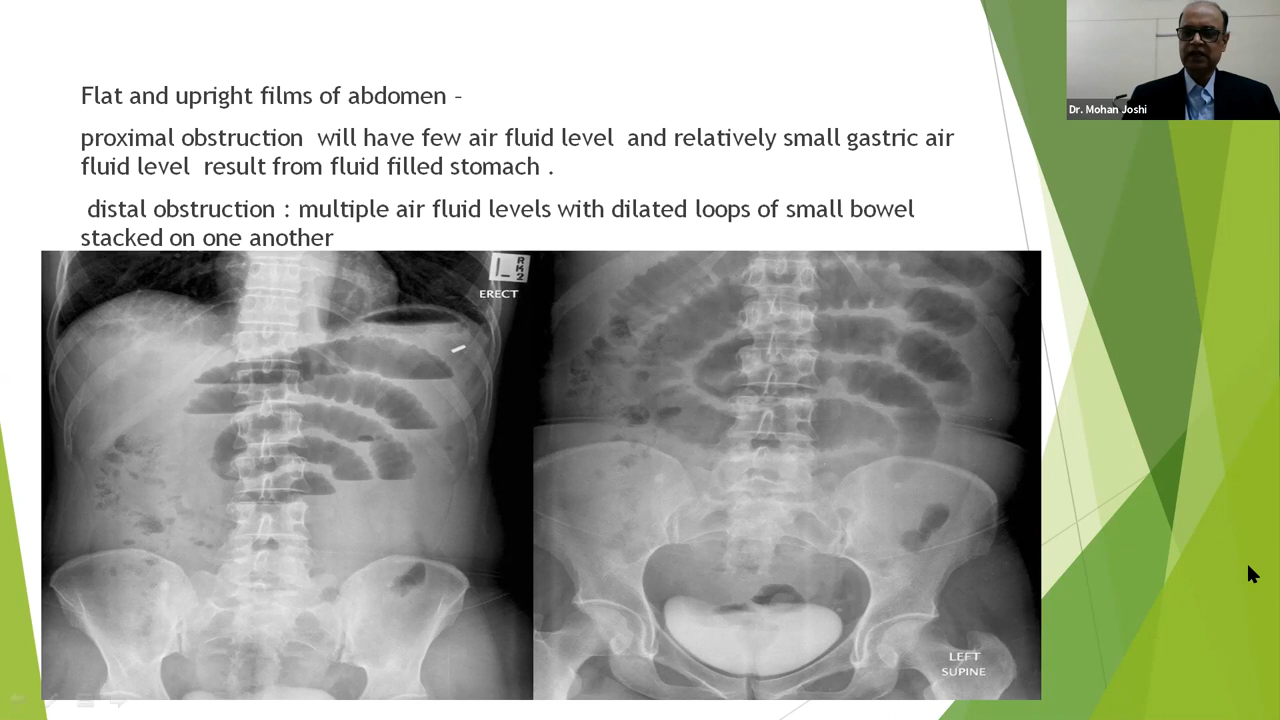 Flat and upright films of abdomen -
proximal obstruction will have few air fluid level and relatively small gastric air
fluid level result from fluid filled stomach .
distal obstruction : multiple air fluid levels with dilated loops of small bowel
stacked on one another
Dr. Mohan Joshi
L
RK2
ERECT
LEFT
SUPINE